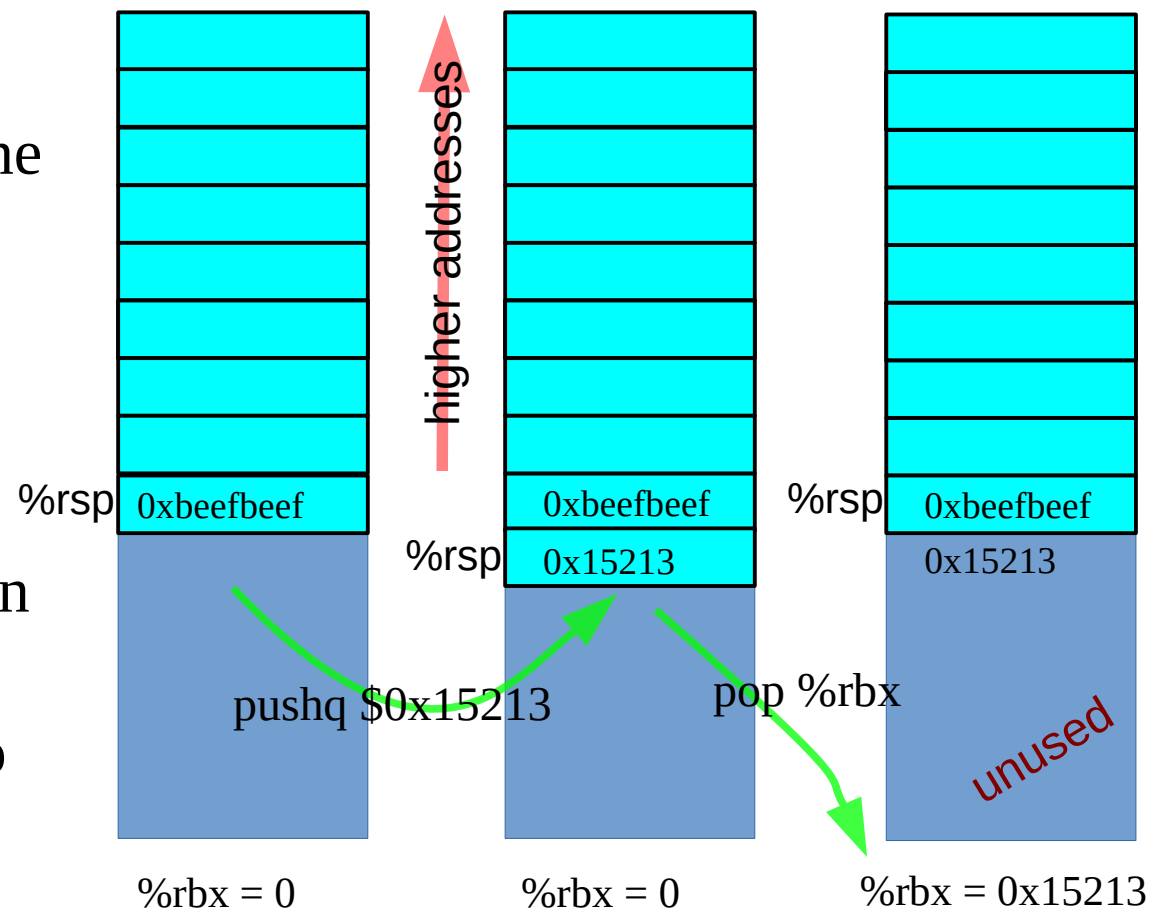 ne
n
higher addresses
%rsp
0xbeefbeef
0xbeefbeef
%rsp
0x15213
%rsp
0xbeefbeef
0x15213
pushq $0x15213
pop %rbx
unused
%rbx = 0
%rbx = 0
%rbx = 0x15213